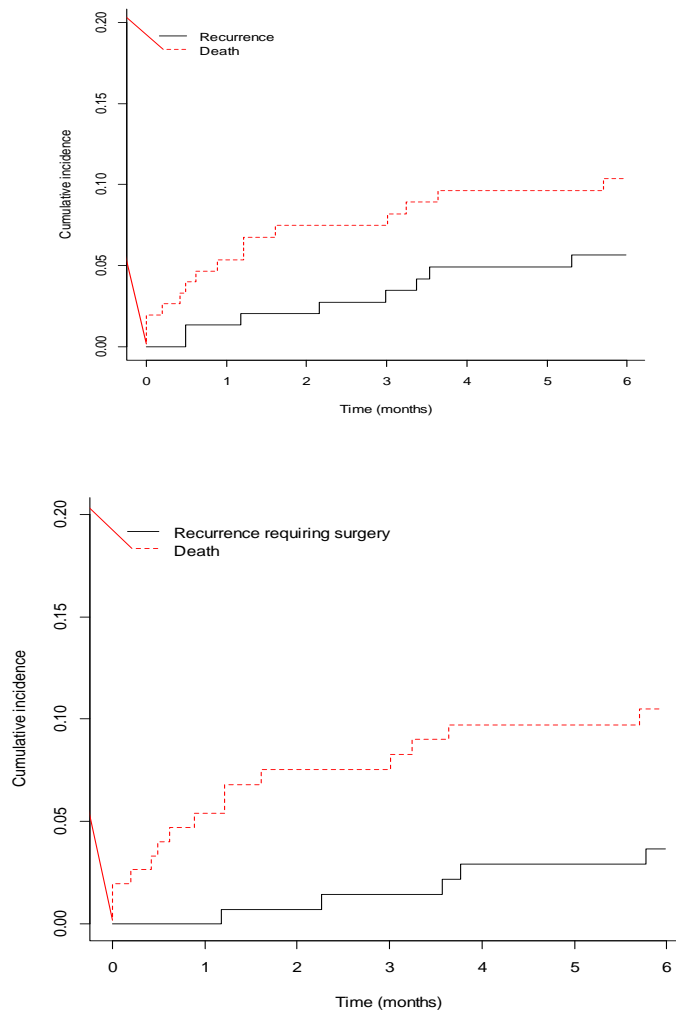 0.20
Recurrence
Death
0.15
0.10
0.05
0.00
Cumulative incidence
0 1 2 3 4 5 6
Time (months)
0.20
Recurrence requiring surgery
Death
0.15
0.10
0.05
0.00
Cumulative incidence
0 1 2 3 4 5 6
Time (months)